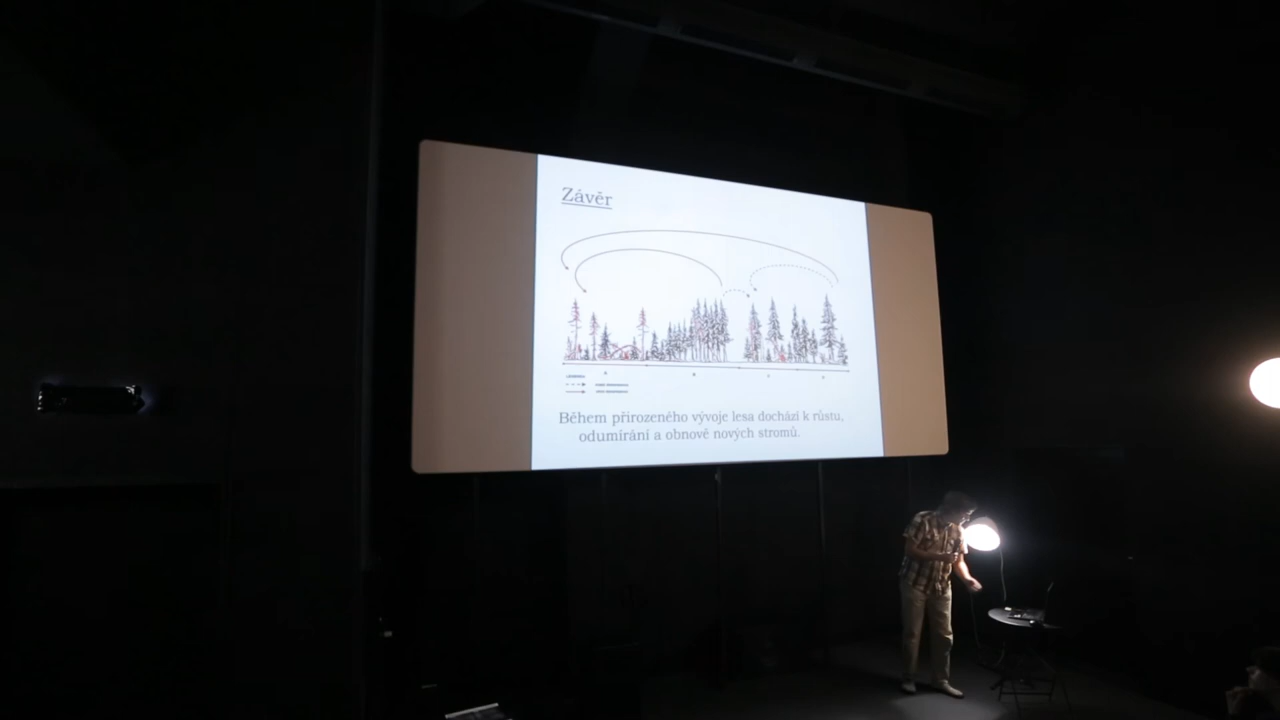 Závěr
Během přirozeného vývoje lesa dochází k růstu,
odumírání a obnově nových stromů.